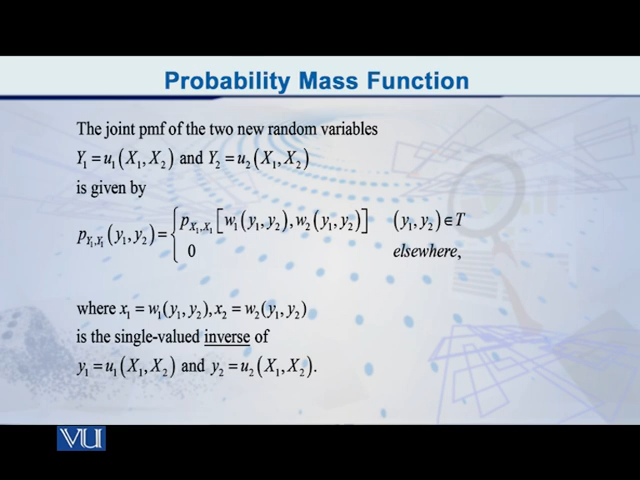 Probability Mass Function
The joint pmf of the two new random variables
Y₁ = u₁(X₁, X₂) and Y₂ = u₂(X₁, X₂)
is given by
p_{Y₁,Y₁}(y₁, y₂) = { p_{X₁,X₁}[w₁(y₁, y₂), w₂(y₁, y₂)] (y₁, y₂) ∈ T
0 elsewhere,
where x₁ = w₁(y₁, y₂), x₂ = w₂(y₁, y₂)
is the single-valued inverse of
y₁ = u₁(X₁, X₂) and y₂ = u₂(X₁, X₂).
VU